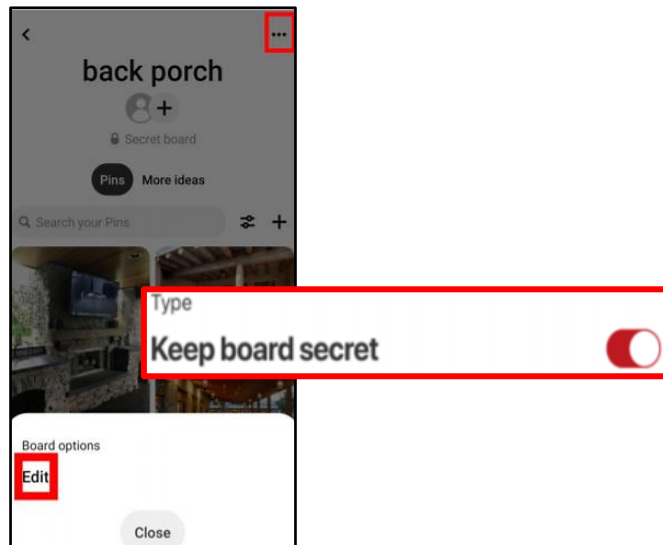 back porch
Secret board
Pins More ideas
Search your Pins
Type
Keep board secret
Board options
Edit
Close